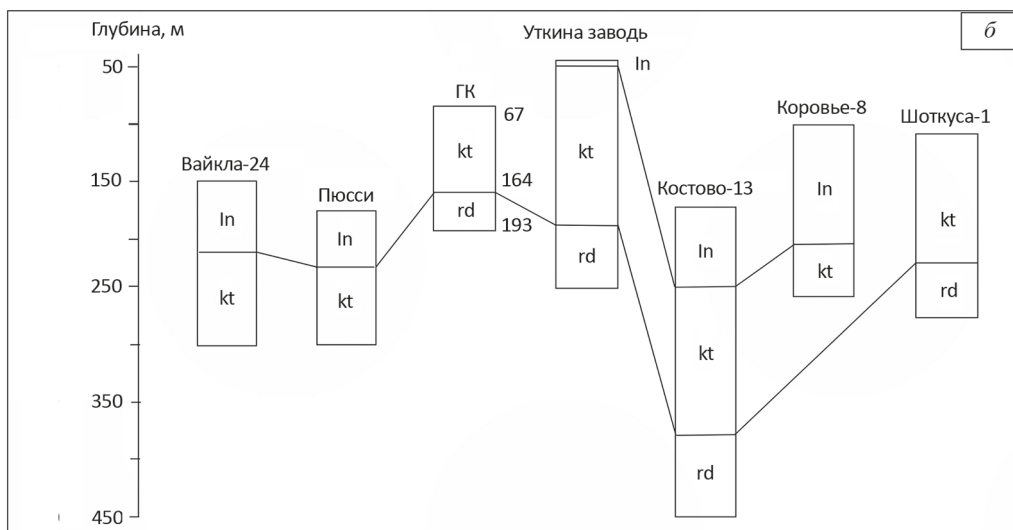 Глубина, м
Уткина заводь
б
50
ln
ГК
67
Коровье-8
Шоткуса-1
kt
kt
150
Вайкла-24
164
Костово-13
Пюсси
ln
ln
rd
193
ln
ln
kt
250
rd
kt
kt
kt
rd
kt
350
rd
450